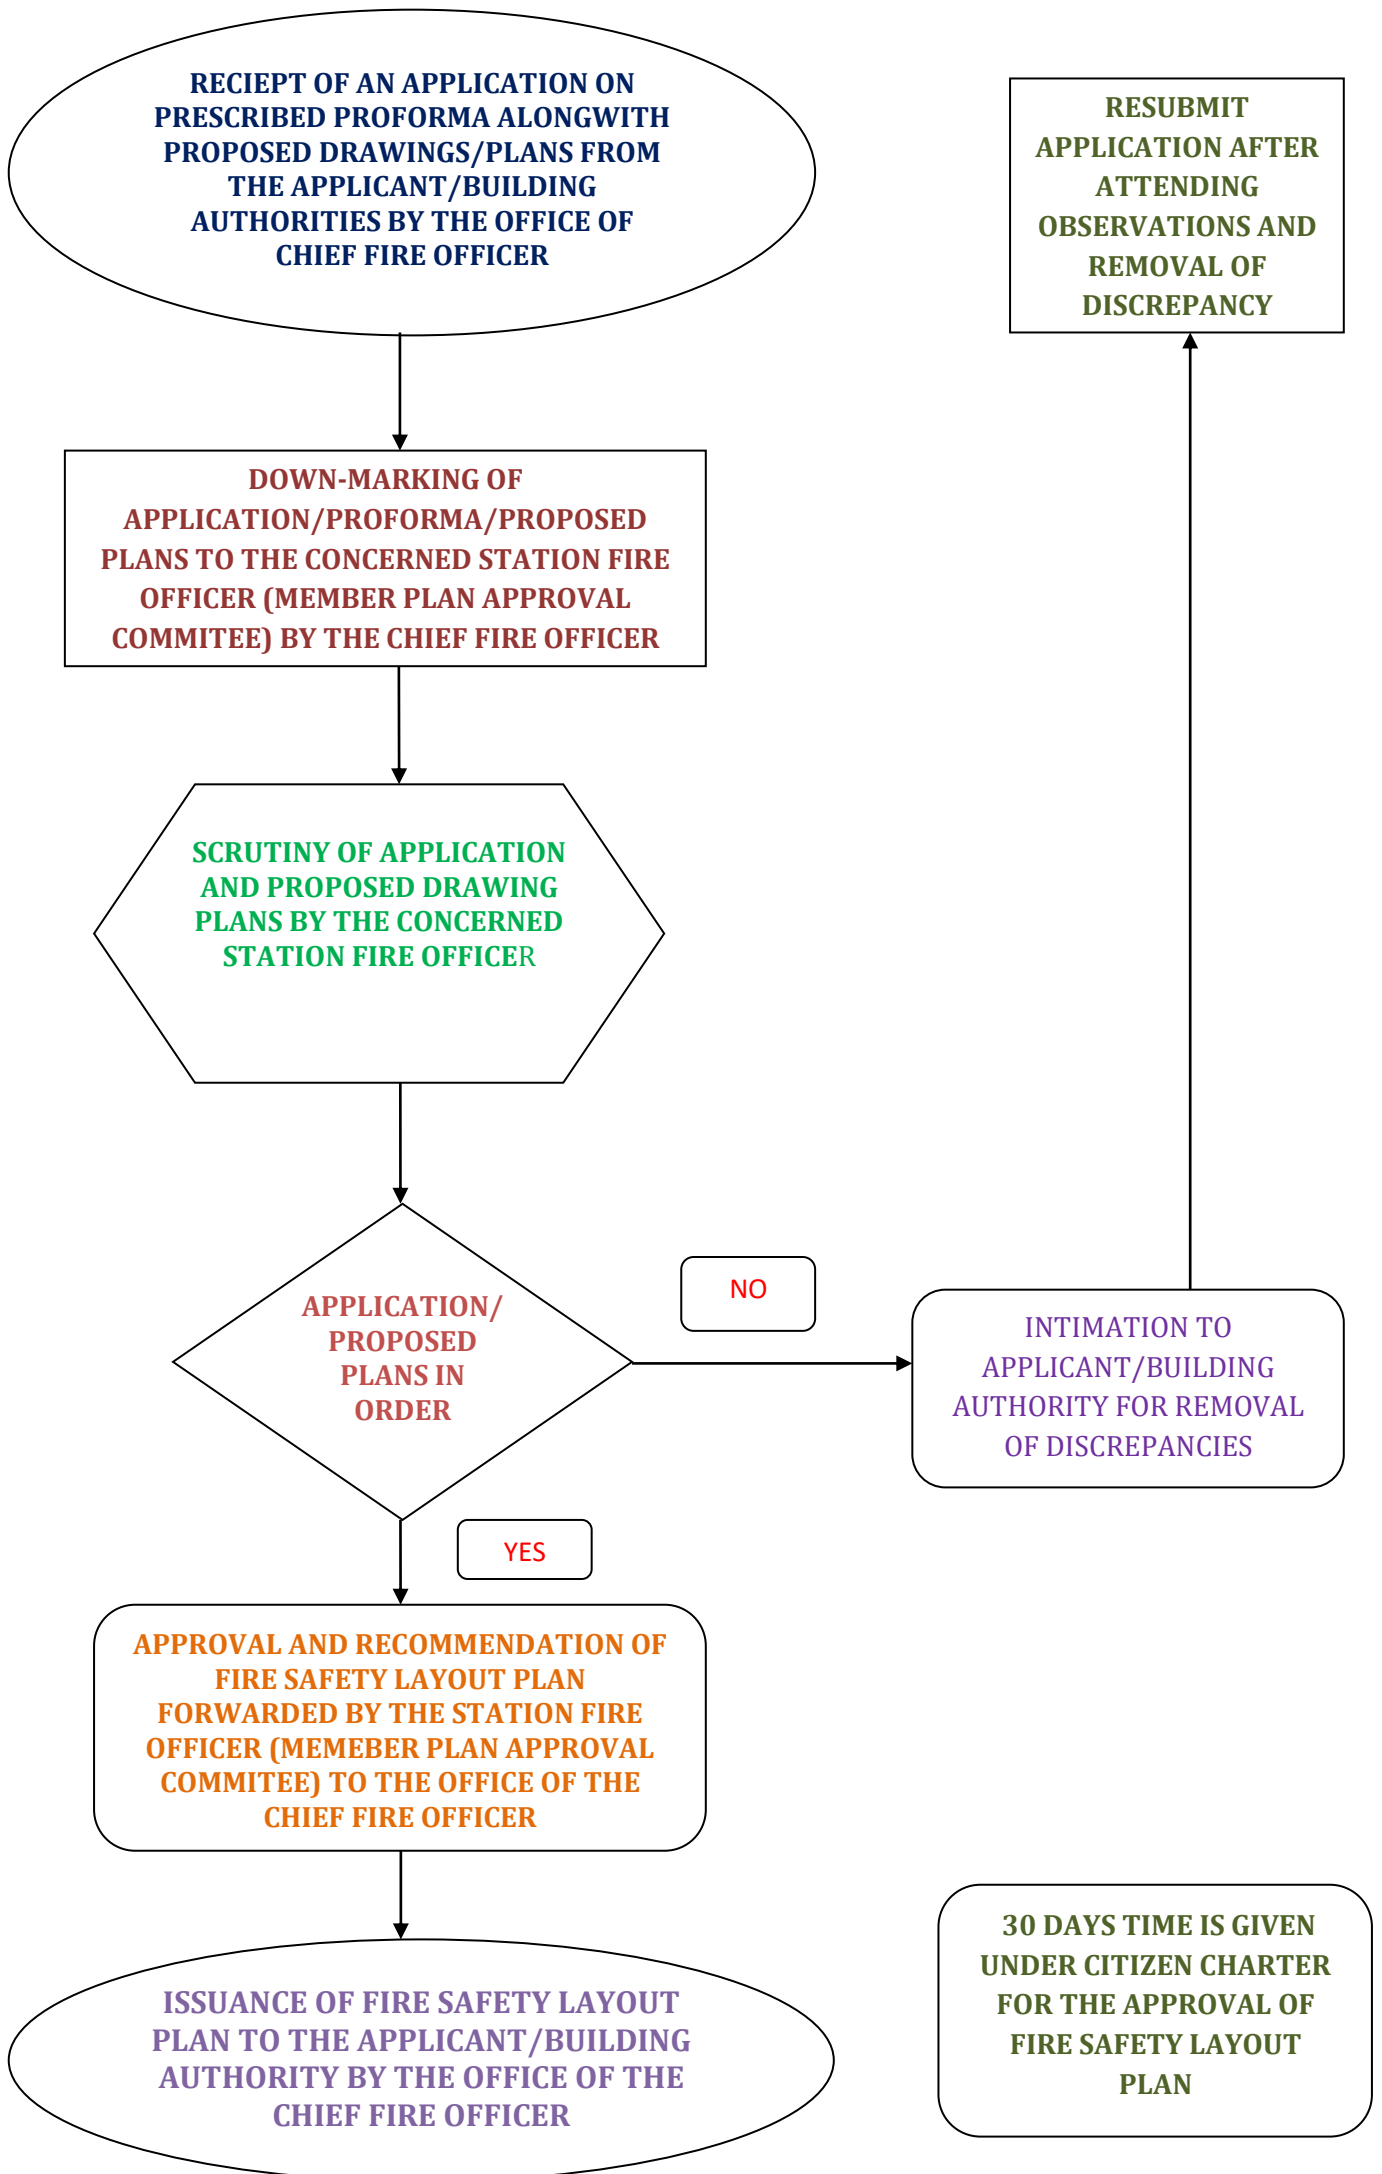 RECIEPT OF AN APPLICATION ON
PRESCRIBED PROFORMA ALONGWITH
PROPOSED DRAWINGS/PLANS FROM
THE APPLICANT/BUILDING
AUTHORITIES BY THE OFFICE OF
CHIEF FIRE OFFICER
RESUBMIT
APPLICATION AFTER
ATTENDING
OBSERVATIONS AND
REMOVAL OF
DISCREPANCY
DOWN-MARKING OF
APPLICATION/PROFORMA/PROPOSED
PLANS TO THE CONCERNED STATION FIRE
OFFICER (MEMBER PLAN APPROVAL
COMMITEE) BY THE CHIEF FIRE OFFICER
SCRUTINY OF APPLICATION
AND PROPOSED DRAWING
PLANS BY THE CONCERNED
STATION FIRE OFFICER
APPLICATION/
PROPOSED
PLANS IN
ORDER
NO
INTIMATION TO
APPLICANT/BUILDING
AUTHORITY FOR REMOVAL
OF DISCREPANCIES
YES
APPROVAL AND RECOMMENDATION OF
FIRE SAFETY LAYOUT PLAN
FORWARDED BY THE STATION FIRE
OFFICER (MEMEBER PLAN APPROVAL
COMMITEE) TO THE OFFICE OF THE
CHIEF FIRE OFFICER
ISSUANCE OF FIRE SAFETY LAYOUT
PLAN TO THE APPLICANT/BUILDING
AUTHORITY BY THE OFFICE OF THE
CHIEF FIRE OFFICER
30 DAYS TIME IS GIVEN
UNDER CITIZEN CHARTER
FOR THE APPROVAL OF
FIRE SAFETY LAYOUT
PLAN